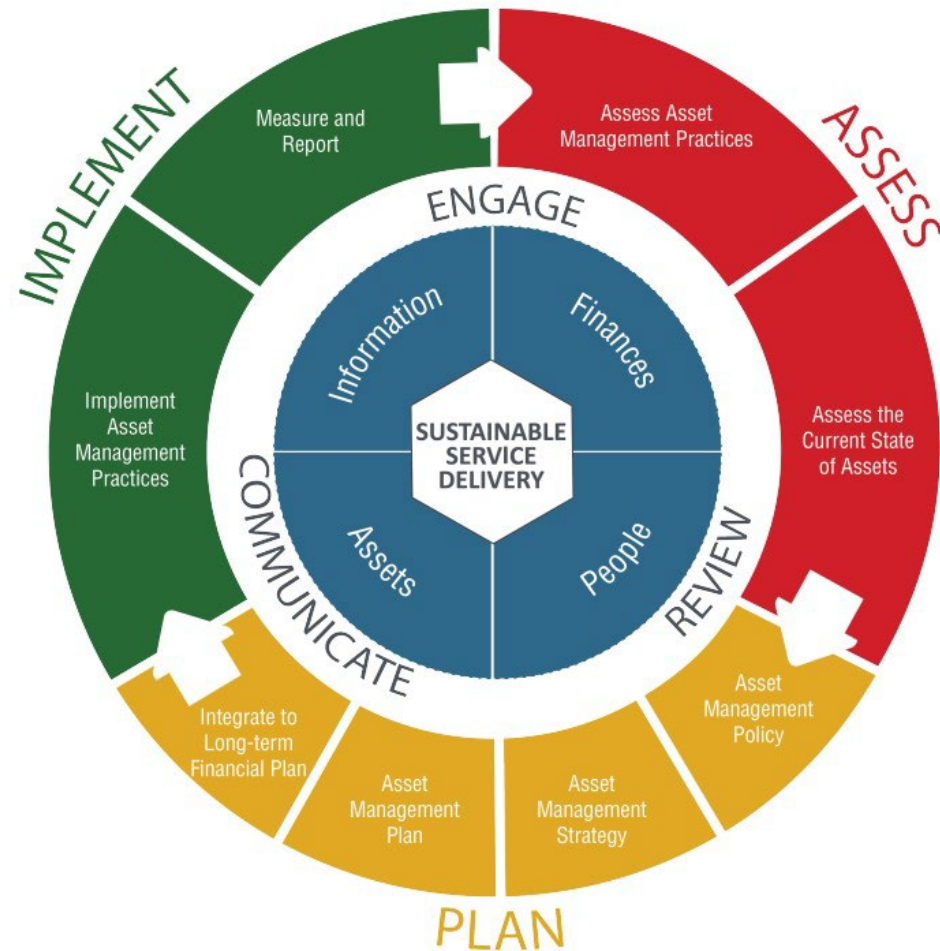 IMPLEMENT
Measure and
Report
Assess Asset
Management Practices
ASSESS
ENGAGE
Information
Finances
Implement
Asset
Management
Practices
SUSTAINABLE
SERVICE
DELIVERY
Assess the
Current State
of Assets
COMMUNICATE
Assets
People
REVIEW
Integrate to
Long-term
Financial Plan
Asset
Management
Plan
Asset
Management
Strategy
Asset
Management
Policy
PLAN